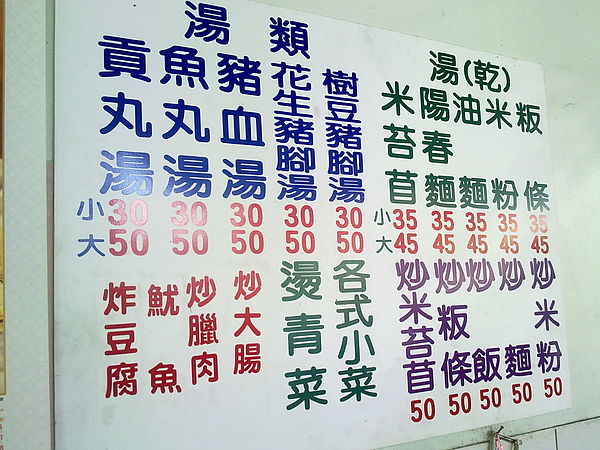 湯類
貢丸湯 小30 大50
魚丸湯 30 50
豬血湯 30 50
花生豬腳湯 30 50
樹豆豬腳湯 30 50
湯(乾)
米苔苜 小35 大45
陽春麵 35 45
油麵 35 45
米粉 35 45
粄條 35 45
炸豆腐
魷魚
炒臘肉
炒大腸
燙青菜
各式小菜
炒米苔苜 50
炒粄條 50
炒飯 50
炒麵 50
炒米粉 50